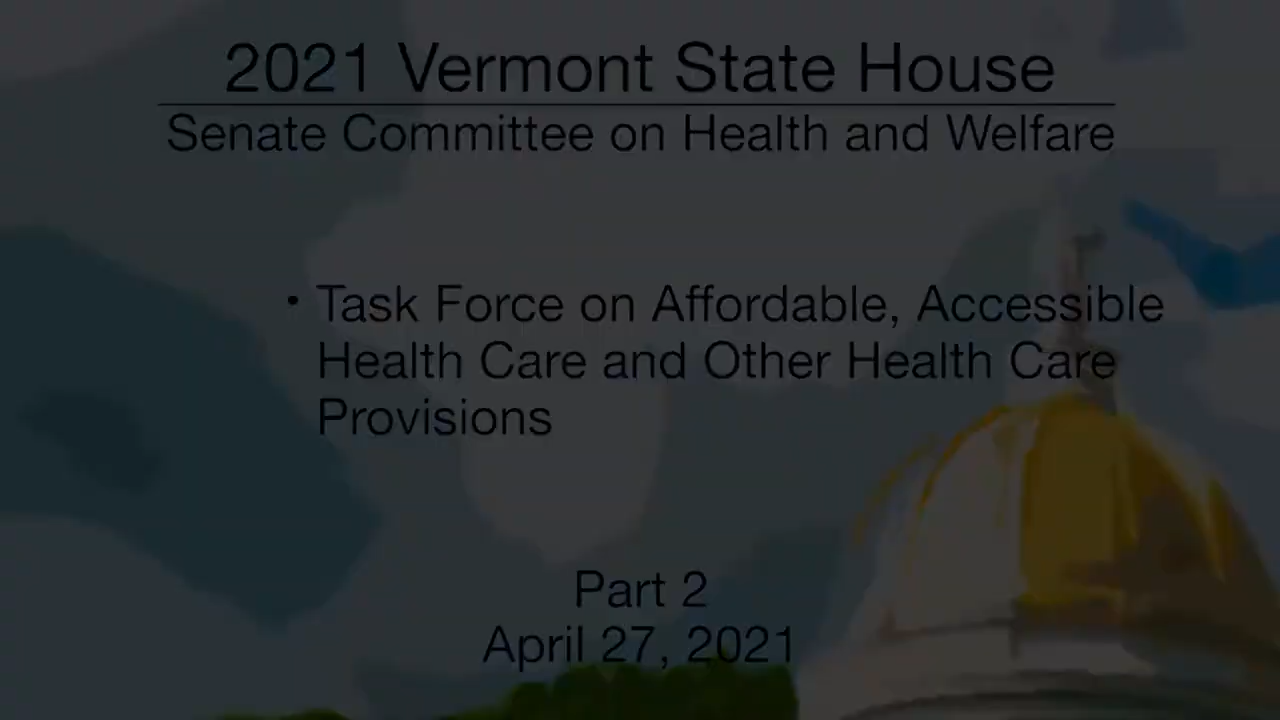 2021 Vermont State House
Senate Committee on Health and Welfare
• Task Force on Affordable, Accessible
Health Care and Other Health Care
Provisions
Part 2
April 27, 2021